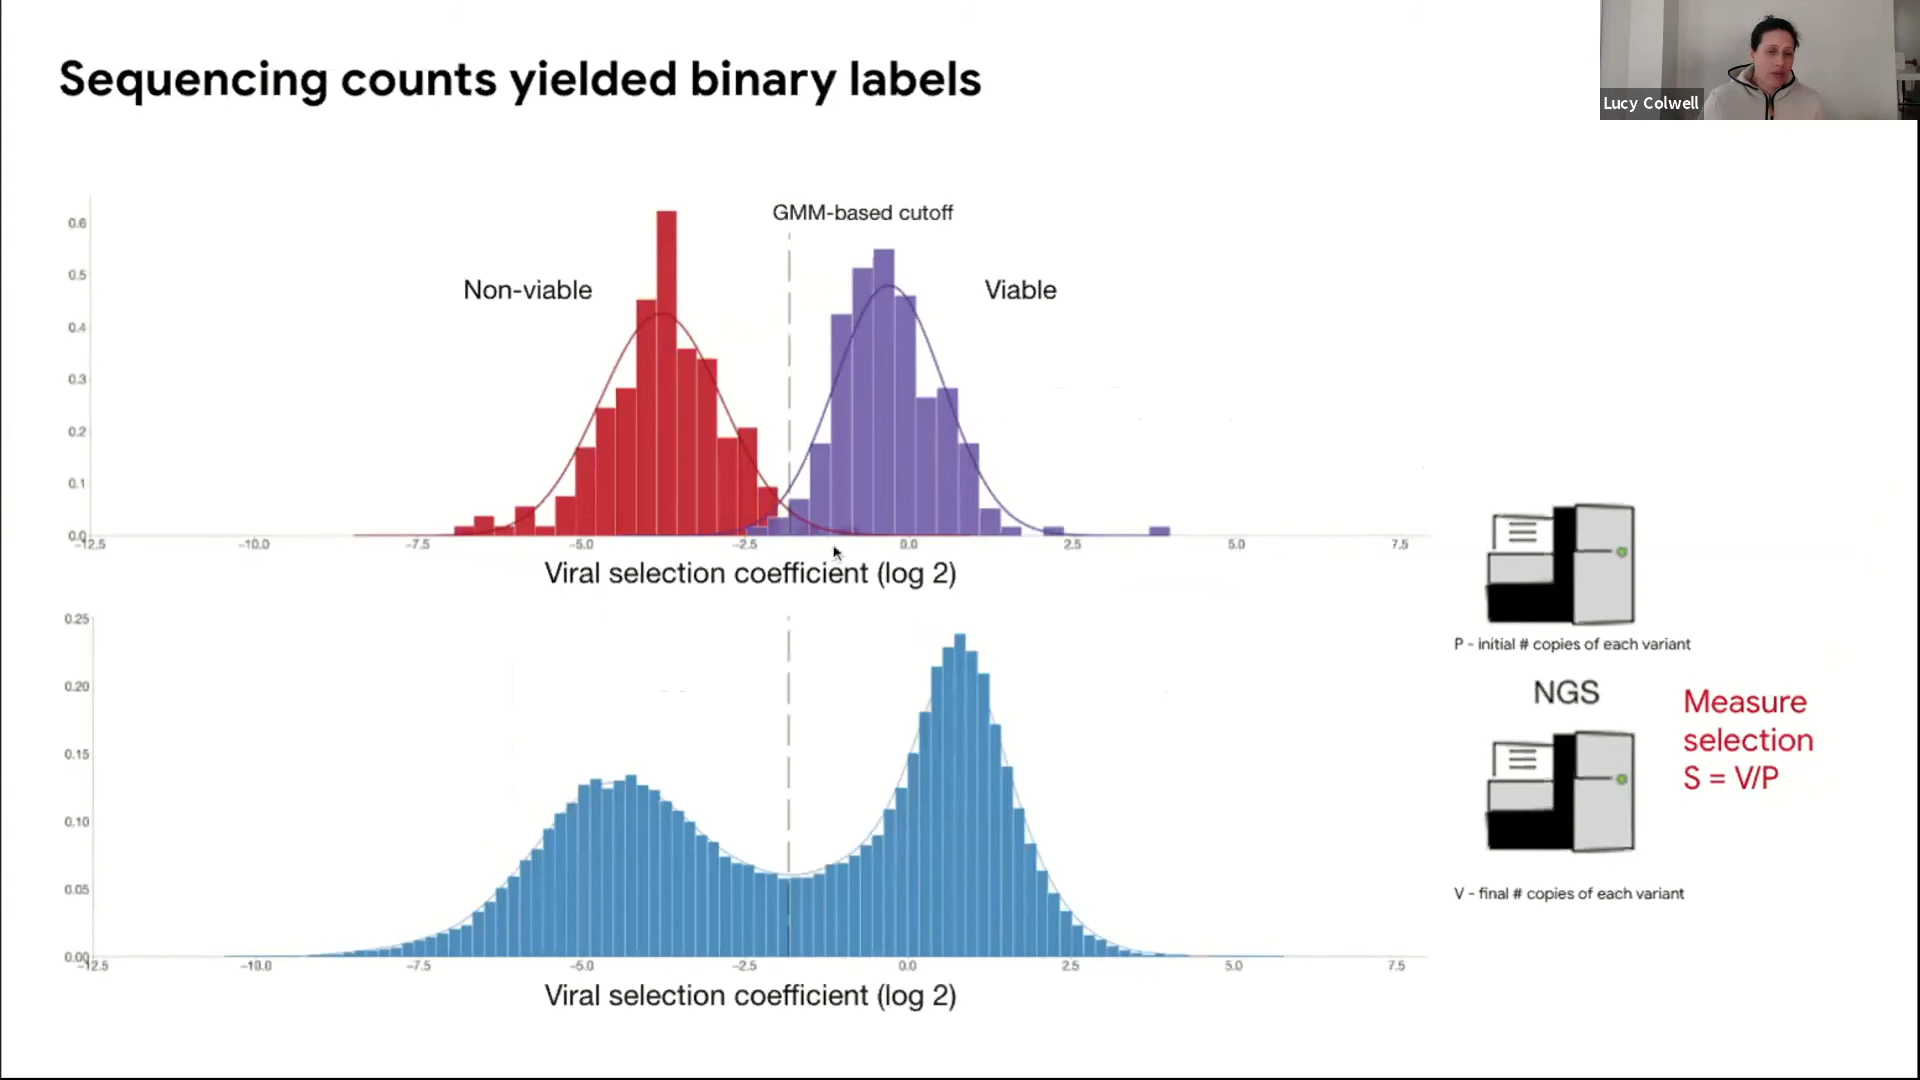 Sequencing counts yielded binary labels
Lucy Colwell
GMM-based cutoff
Non-viable
Viable
0.6
0.5
0.4
0.3
0.2
0.1
0.0
−12.5 −10.0 −7.5 −5.0 −2.5 0.0 2.5 5.0 7.5
Viral selection coefficient (log 2)
0.25
0.20
0.15
0.10
0.05
0.00
−12.5 −10.0 −7.5 −5.0 −2.5 0.0 2.5 5.0 7.5
Viral selection coefficient (log 2)
P - initial # copies of each variant
NGS
Measure
selection
S = V/P
V - final # copies of each variant